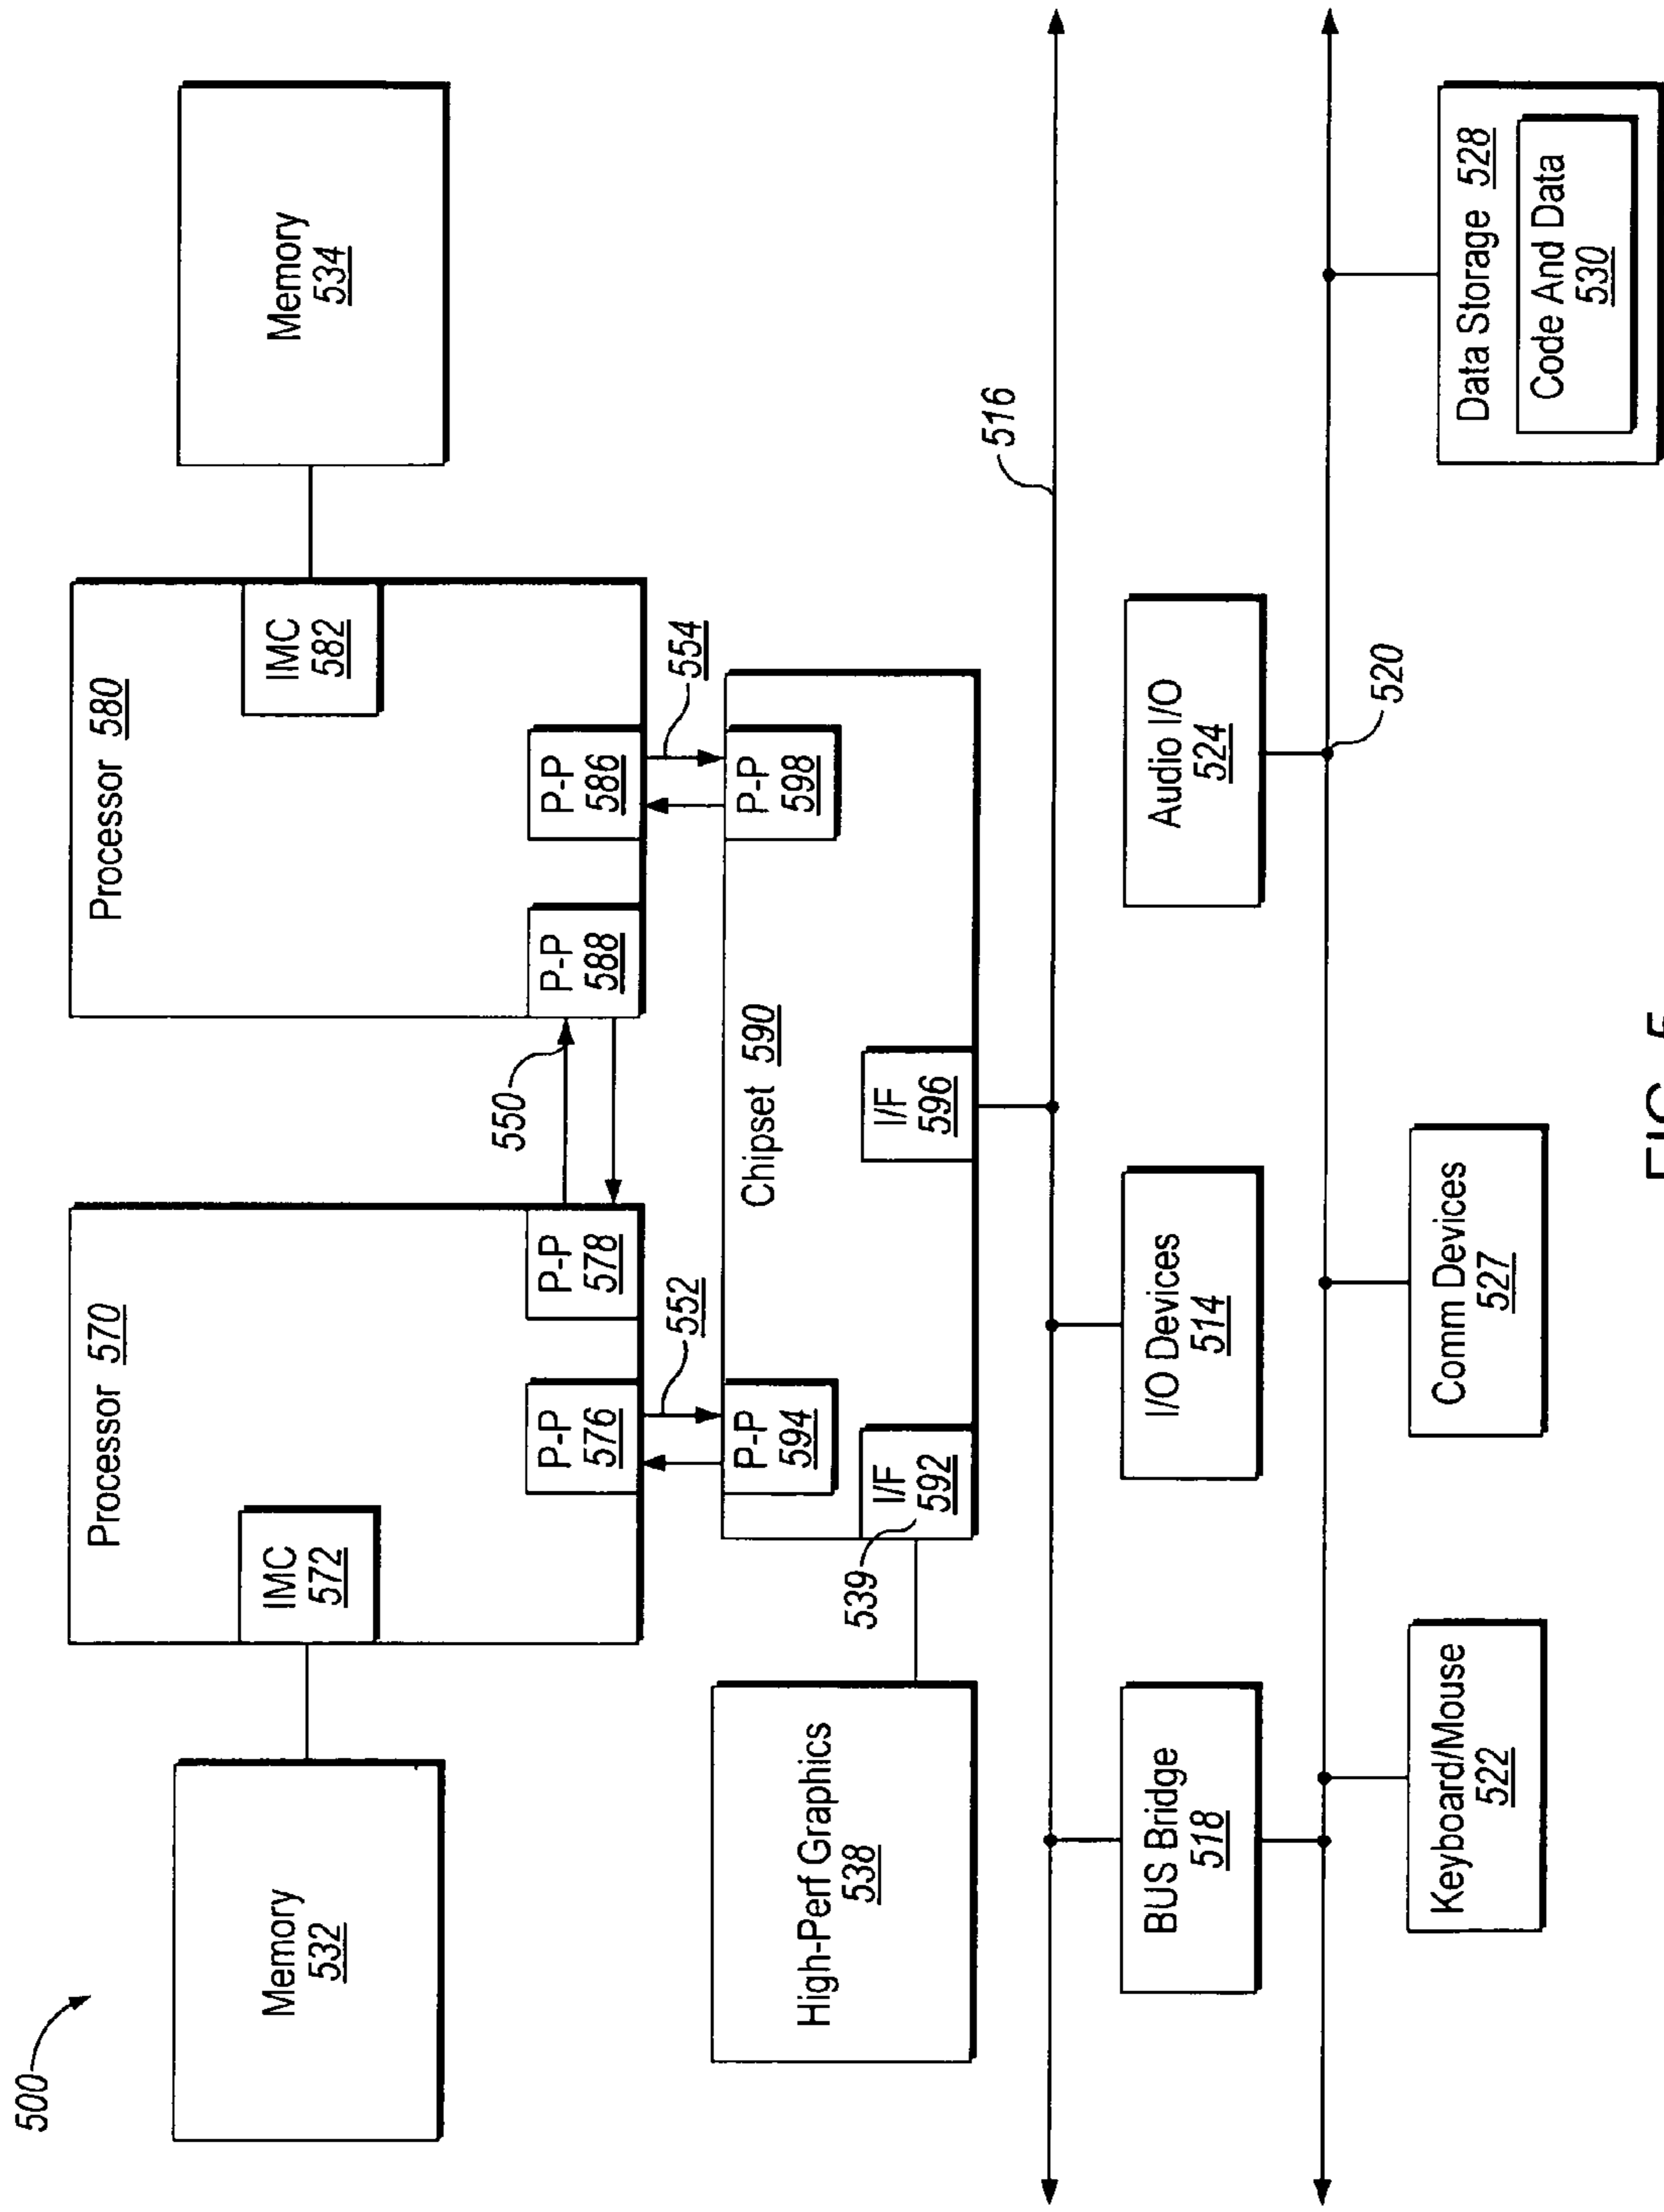 500
Memory
532
Processor 570
IMC
572
P-P
576
P-P
578
550
Processor 580
P-P
588
P-P
586
IMC
582
Memory
534
552
554
High-Perf Graphics
538
539
Chipset 590
P-P
594
P-P
598
I/F
592
I/F
596
516
BUS Bridge
518
I/O Devices
514
Audio I/O
524
520
Keyboard/Mouse
522
Comm Devices
527
Data Storage 528
Code And Data
530
FIG. 5